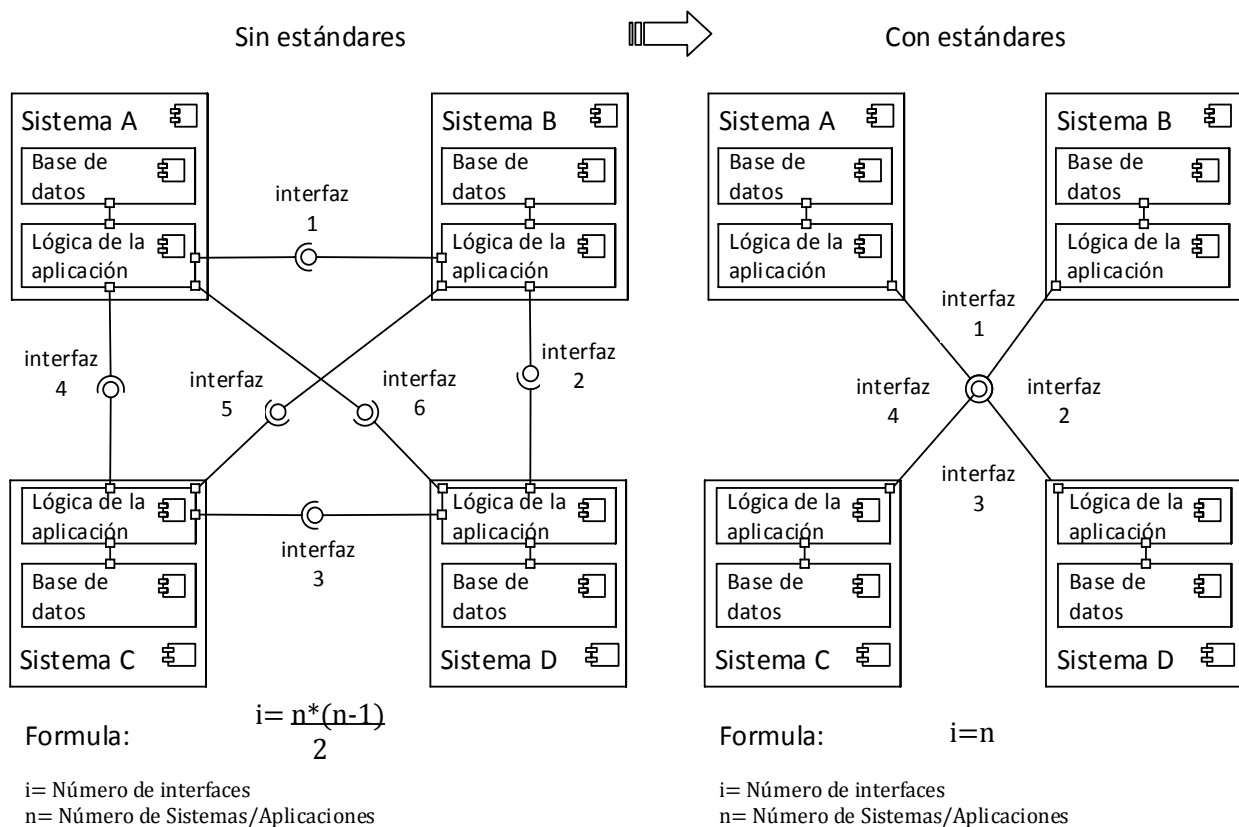 Sin estándares
Con estándares
Sistema A
Base de
datos
Lógica de la
aplicación
interfaz
1
Sistema B
Base de
datos
Lógica de la
aplicación
interfaz
4
interfaz
5
interfaz
6
interfaz
2
Lógica de la
aplicación
Base de
datos
Sistema C
interfaz
3
Lógica de la
aplicación
Base de
datos
Sistema D
Formula:
i= n*(n-1)
2
i= Número de interfaces
n= Número de Sistemas/Aplicaciones
Sistema A
Base de
datos
Lógica de la
aplicación
Sistema B
Base de
datos
Lógica de la
aplicación
interfaz
1
interfaz
4
interfaz
2
interfaz
3
Lógica de la
aplicación
Base de
datos
Sistema C
Lógica de la
aplicación
Base de
datos
Sistema D
Formula:
i=n
i= Número de interfaces
n= Número de Sistemas/Aplicaciones